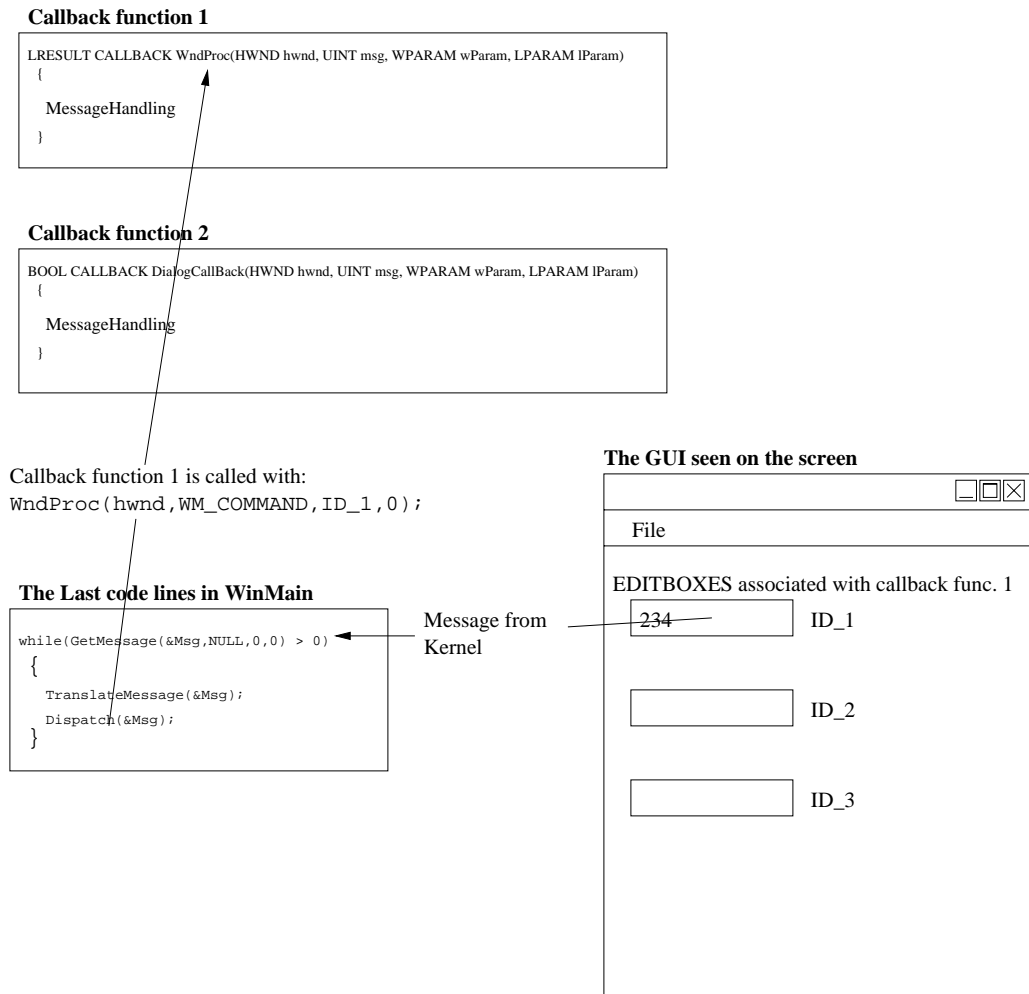 Callback function 1
LRESULT CALLBACK WndProc(HWND hwnd, UINT msg, WPARAM wParam, LPARAM lParam)
{
MessageHandling
}
Callback function 2
BOOL CALLBACK DialogCallBack(HWND hwnd, UINT msg, WPARAM wParam, LPARAM lParam)
{
MessageHandling
}
Callback function 1 is called with:
WndProc(hwnd,WM_COMMAND,ID_1,0);
The Last code lines in WinMain
while(GetMessage(&Msg,NULL,0,0) > 0)
{
TranslateMessage(&Msg);
Dispatch(&Msg);
}
Message from
Kernel
The GUI seen on the screen
File
EDITBOXES associated with callback func. 1
234 ID_1
ID_2
ID_3